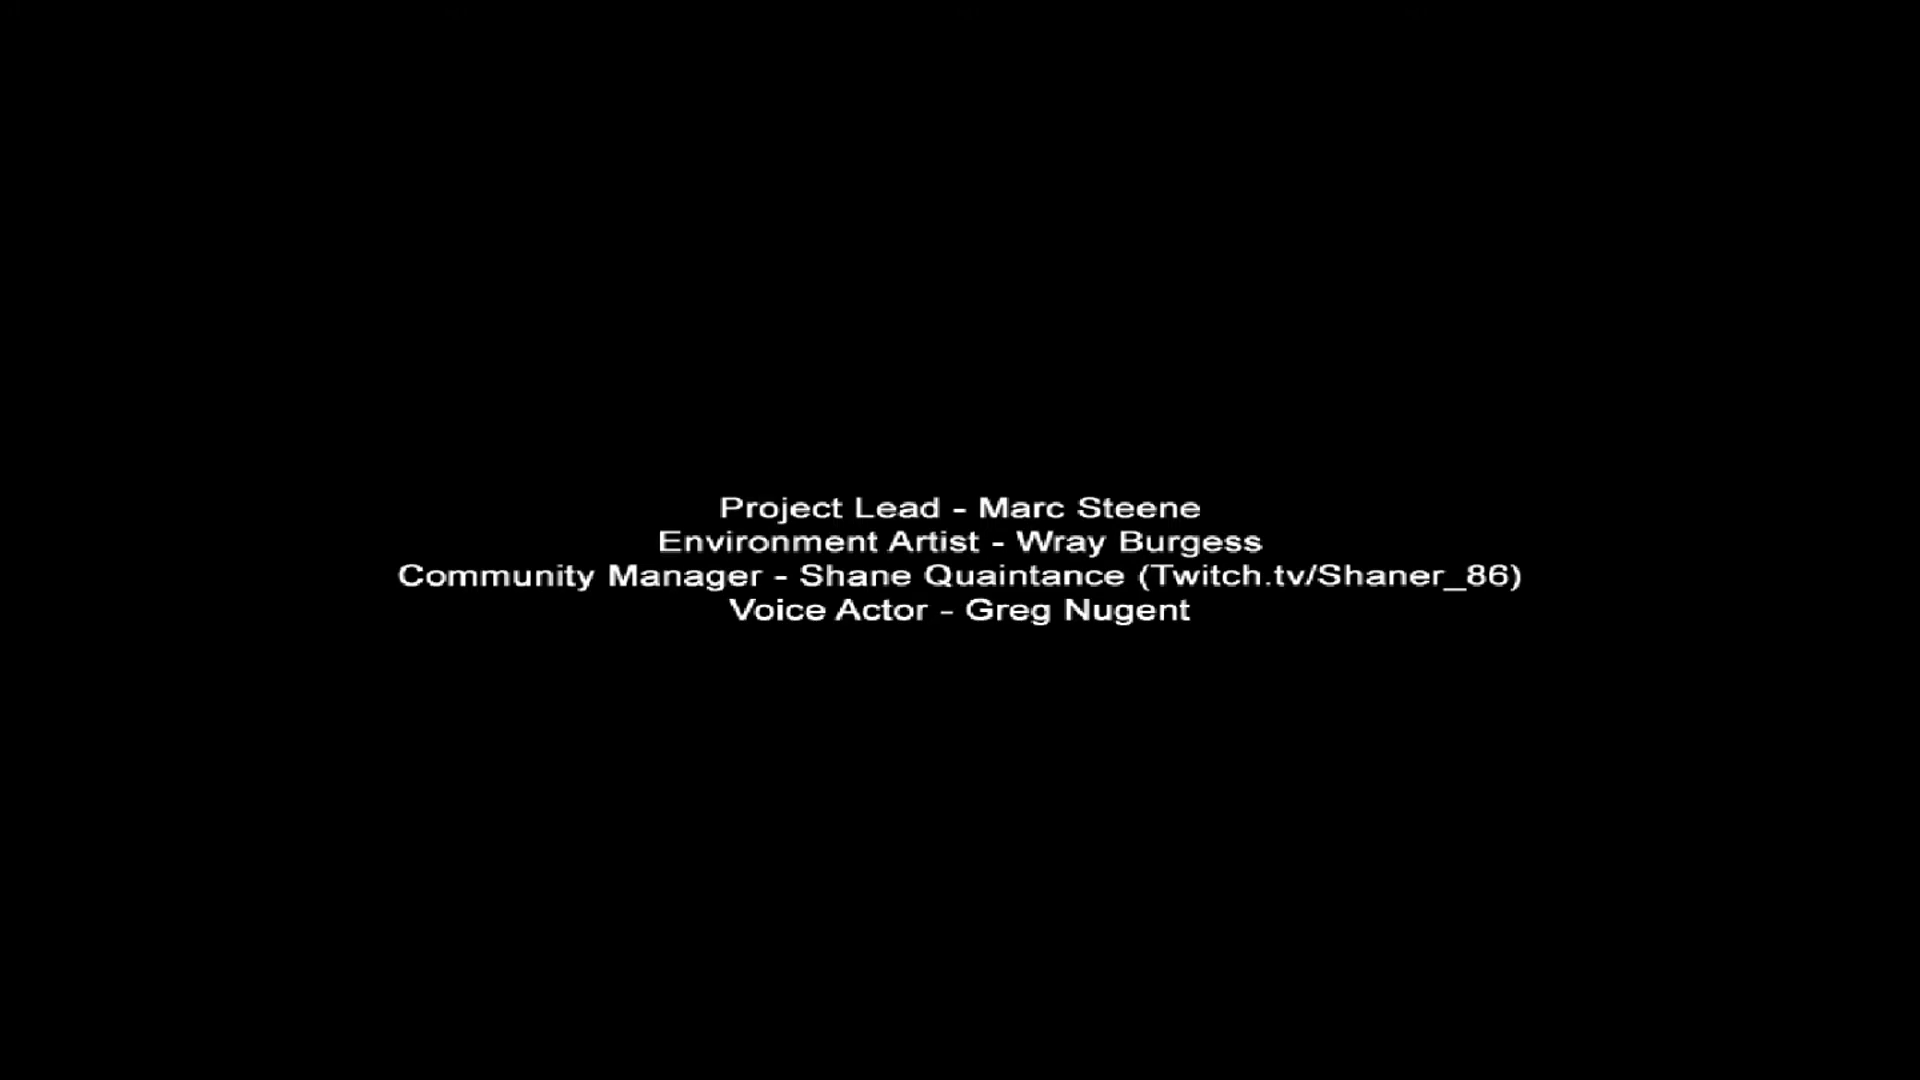 Project Lead - Marc Steene
Environment Artist - Wray Burgess
Community Manager - Shane Quaintance (Twitch.tv/Shaner_86)
Voice Actor - Greg Nugent